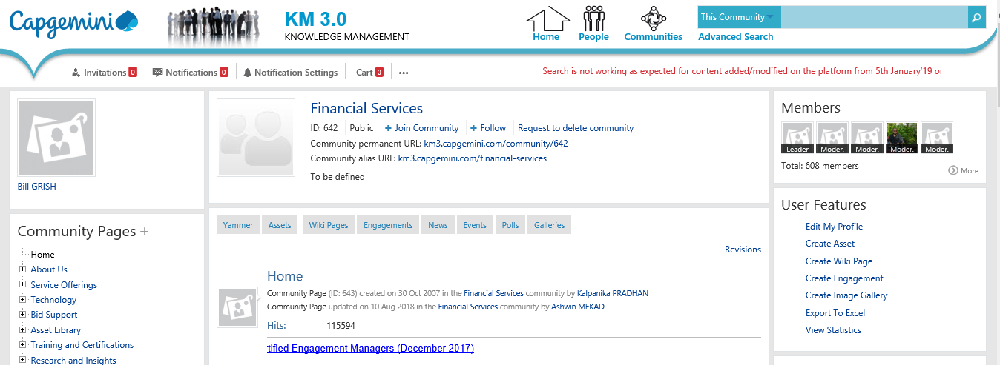 Capgemini
KM 3.0
KNOWLEDGE MANAGEMENT
Home
People
Communities
This Community
Advanced Search
Invitations 0
Notifications 0
Notification Settings
Cart 0
•••
Search is not working as expected for content added/modified on the platform from 5th January'19 or
Bill GRISH
Community Pages +
Home
About Us
Service Offerings
Technology
Bid Support
Asset Library
Training and Certifications
Research and Insights
Financial Services
ID: 642 Public + Join Community + Follow Request to delete community
Community permanent URL: km3.capgemini.com/community/642
Community alias URL: km3.capgemini.com/financial-services
To be defined
Yammer Assets Wiki Pages Engagements News Events Polls Galleries
Revisions
Home
Community Page (ID: 643) created on 30 Oct 2007 in the Financial Services community by Kalpanika PRADHAN
Community Page updated on 10 Aug 2018 in the Financial Services community by Ashwin MEKAD
Hits: 115594
tified Engagement Managers (December 2017) ----
Members
Leader Moder. Moder. Moder. Moder.
Total: 608 members
More
User Features
Edit My Profile
Create Asset
Create Wiki Page
Create Engagement
Create Image Gallery
Export To Excel
View Statistics